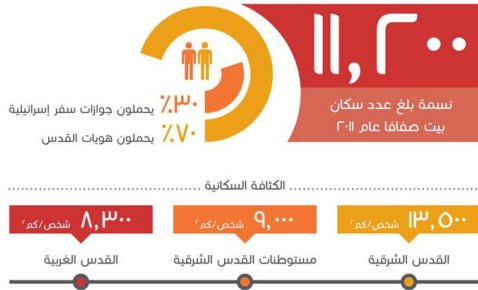 ١١,٢٠٠
نسمة بلغ عدد سكان
بيت صفافا عام ٢٠١١
٪٣٠ يحملون جوازات سفر إسرائيلية
٪٧٠ يحملون هويات القدس
الكثافة السكانية
١٣,٥٠٠ شخص/كم٢
٩,٠٠٠ شخص/كم٢
٨,٣٠٠ شخص/كم٢
القدس الشرقية
مستوطنات القدس الشرقية
القدس الغربية